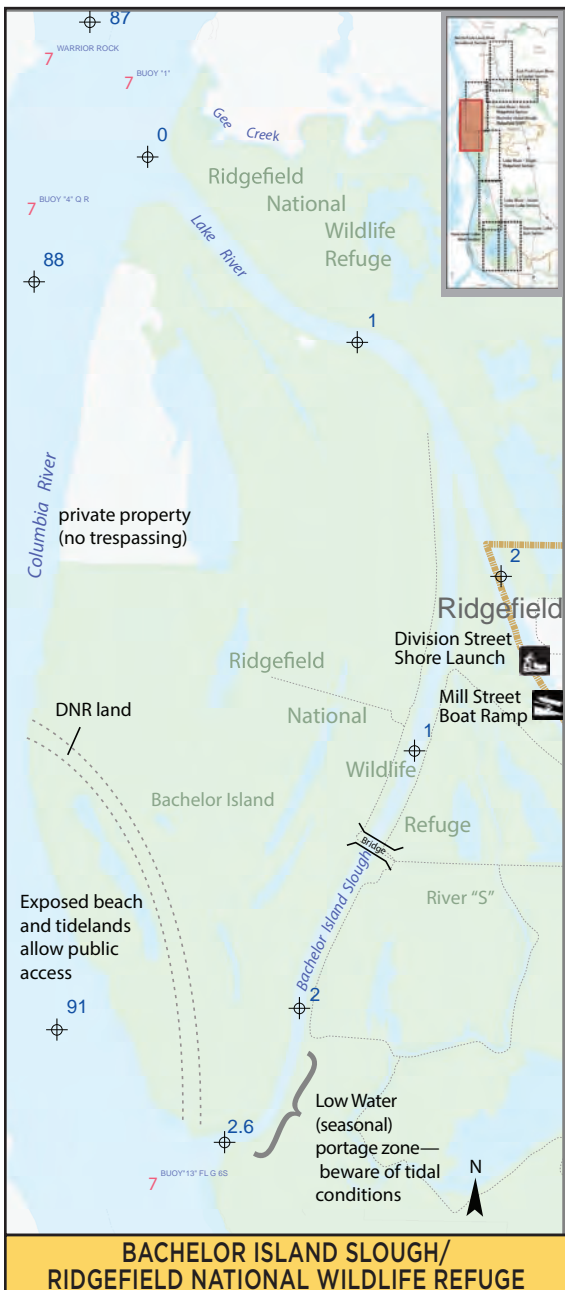 87
WARRIOR ROCK
7
BUOY "1"
7
0
Gee Creek
Ridgefield
National
Wildlife
Refuge
BUOY "4" Q R
7
Lake River
88
1
Columbia River
private property
(no trespassing)
2
Ridgefield
Division Street
Shore Launch
Ridgefield
Mill Street
Boat Ramp
DNR land
National
1
Wildlife
Bachelor Island
Refuge
Bridge
Bachelor Island Slough
River "S"
Exposed beach
and tidelands
allow public
access
2
91
Low Water
(seasonal)
portage zone—
beware of tidal
conditions
2.6
BUOY"13" FL G 6S
7
N
BACHELOR ISLAND SLOUGH/
RIDGEFIELD NATIONAL WILDLIFE REFUGE